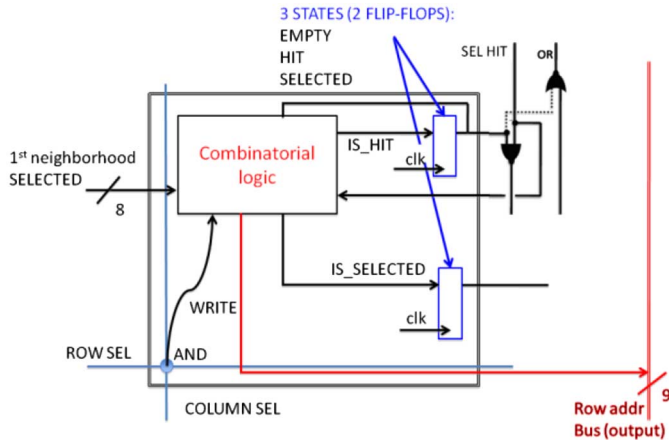 3 STATES (2 FLIP-FLOPS):
EMPTY
HIT
SELECTED
SEL HIT
OR
1st neighborhood
SELECTED
8
Combinatorial
logic
IS_HIT
clk
IS_SELECTED
clk
WRITE
ROW SEL
AND
COLUMN SEL
9
Row addr
Bus (output)